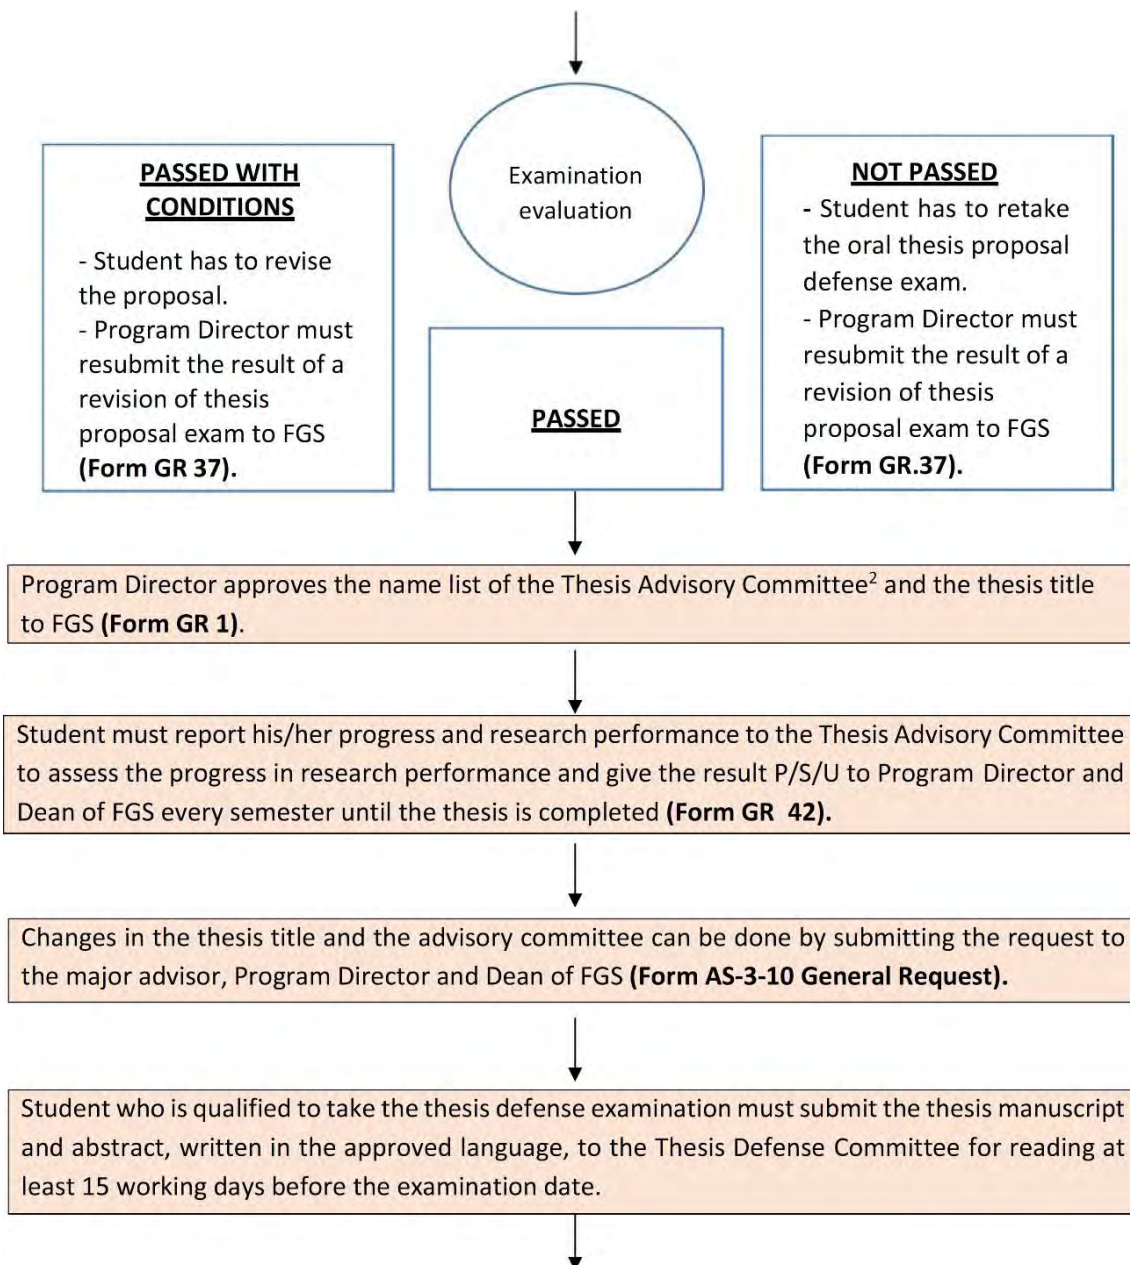 Examination
evaluation
PASSED WITH
CONDITIONS
- Student has to revise
the proposal.
- Program Director must
resubmit the result of a
revision of thesis
proposal exam to FGS
(Form GR 37).
PASSED
NOT PASSED
- Student has to retake
the oral thesis proposal
defense exam.
- Program Director must
resubmit the result of a
revision of thesis
proposal exam to FGS
(Form GR.37).
Program Director approves the name list of the Thesis Advisory Committee² and the thesis title
to FGS (Form GR 1).
Student must report his/her progress and research performance to the Thesis Advisory Committee
to assess the progress in research performance and give the result P/S/U to Program Director and
Dean of FGS every semester until the thesis is completed (Form GR 42).
Changes in the thesis title and the advisory committee can be done by submitting the request to
the major advisor, Program Director and Dean of FGS (Form AS-3-10 General Request).
Student who is qualified to take the thesis defense examination must submit the thesis manuscript
and abstract, written in the approved language, to the Thesis Defense Committee for reading at
least 15 working days before the examination date.